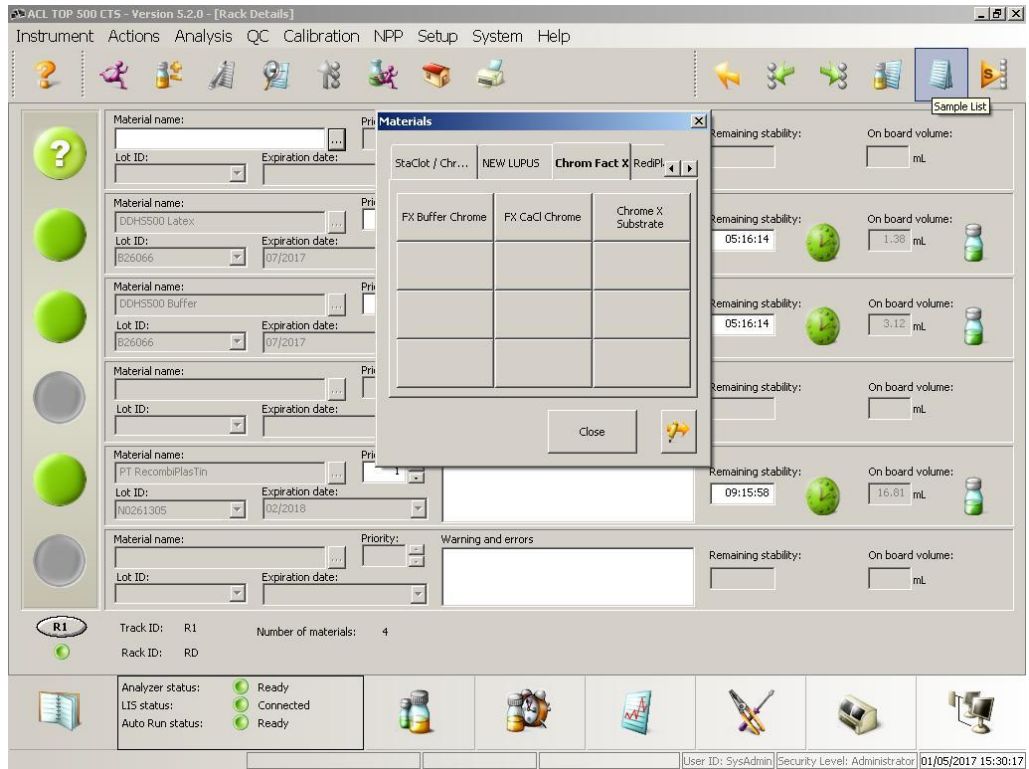 ACL TOP 500 CTS - Version 5.2.0 - [Rack Details]
Instrument Actions Analysis QC Calibration NPP Setup System Help
Sample List
Material name:
Lot ID:
Expiration date:
Remaining stability:
On board volume:
mL
Materials
StaClot / Chr...
NEW LUPUS
Chrom Fact X
FX Buffer Chrome
FX CaCl Chrome
Chrome X
Substrate
Close
Material name:
DDHS500 Latex
Lot ID:
Expiration date:
B26066
07/2017
Remaining stability:
On board volume:
05:16:14
1.38 mL
Material name:
DDHS500 Buffer
Lot ID:
Expiration date:
B26066
07/2017
Remaining stability:
On board volume:
05:16:14
3.12 mL
Material name:
Lot ID:
Expiration date:
Remaining stability:
On board volume:
mL
Material name:
PT RecombiPlasTin
1
Lot ID:
Expiration date:
N0261305
02/2018
Remaining stability:
On board volume:
09:15:58
16.81 mL
Material name:
Priority:
Warning and errors
Lot ID:
Expiration date:
Remaining stability:
On board volume:
mL
R1
Track ID: R1
Number of materials: 4
Rack ID: RD
Analyzer status: Ready
LIS status: Connected
Auto Run status: Ready
User ID: SysAdmin Security Level: Administrator 01/05/2017 15:30:17